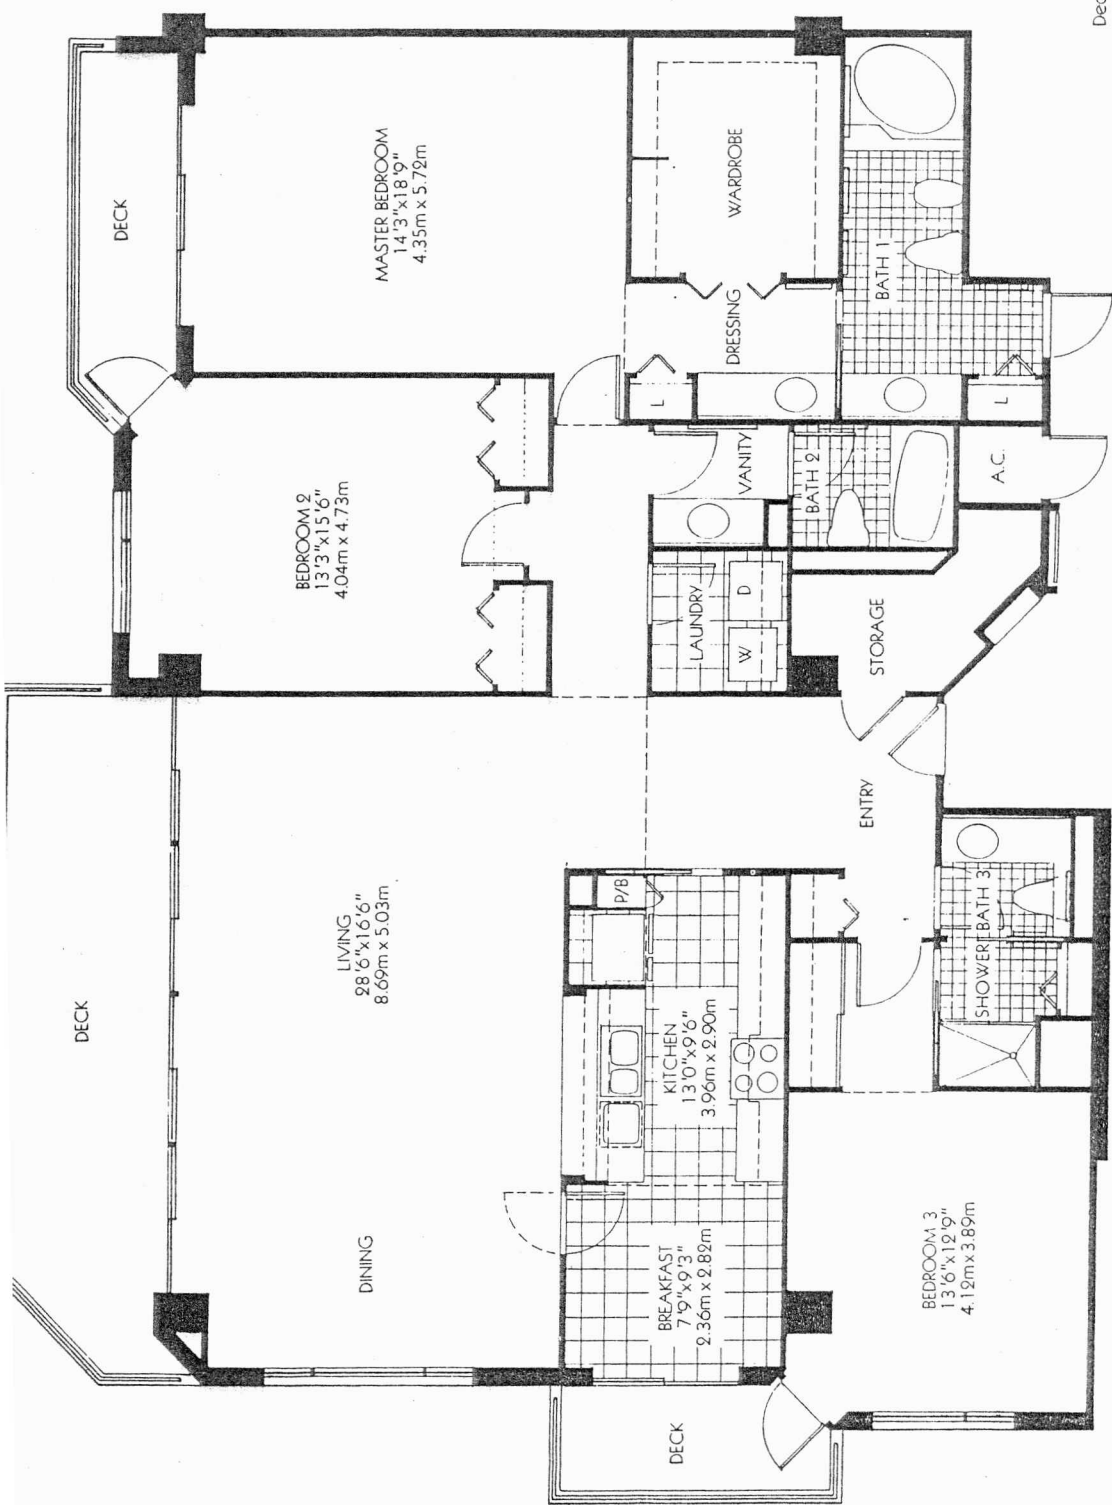 DECK
MASTER BEDROOM
14'3"x18'9"
4.35m x 5.72m
WARDROBE
DRESSING
L
BATH 1
L
BEDROOM 2
13'3"x15'6"
4.04m x 4.73m
VANITY
BATH 2
A.C.
LAUNDRY
W
D
STORAGE
DECK
LIVING
28'6"x16'6"
8.69m x 5.03m
ENTRY
P/B
KITCHEN
13'0"x9'6"
3.96m x 2.90m
SHOWER BATH 3
DINING
BREAKFAST
7'9"x9'3"
2.36m x 2.82m
BEDROOM 3
13'6"x12'9"
4.12m x 3.89m
DECK